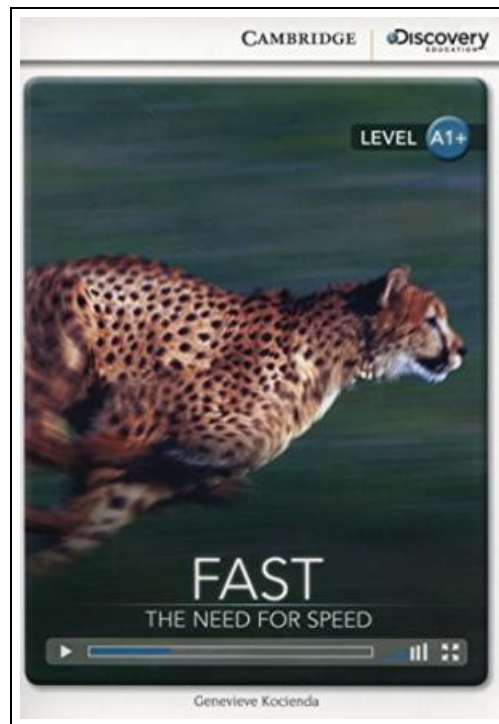 CAMBRIDGE
Discovery
EDUCATION
LEVEL A1+
FAST
THE NEED FOR SPEED
Genevieve Kocienda